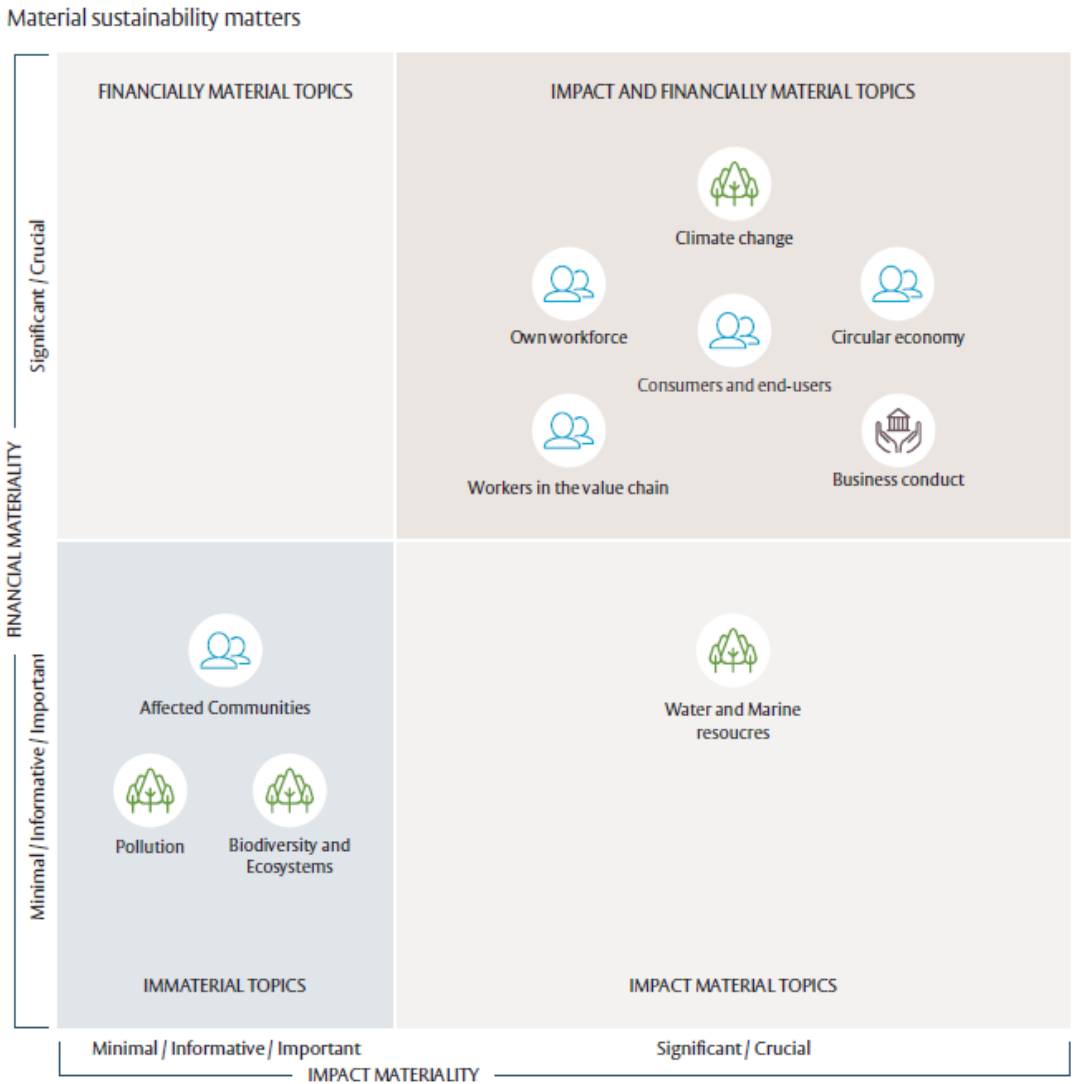 Material sustainability matters
FINANCIALLY MATERIAL TOPICS
IMPACT AND FINANCIALLY MATERIAL TOPICS
Climate change
Own workforce
Circular economy
Consumers and end-users
Workers in the value chain
Business conduct
Significant / Crucial
FINANCIAL MATERIALITY
Minimal / Informative / Important
Affected Communities
Pollution
Biodiversity and
Ecosystems
IMMATERIAL TOPICS
Water and Marine
resoucres
IMPACT MATERIAL TOPICS
Minimal / Informative / Important
Significant / Crucial
IMPACT MATERIALITY